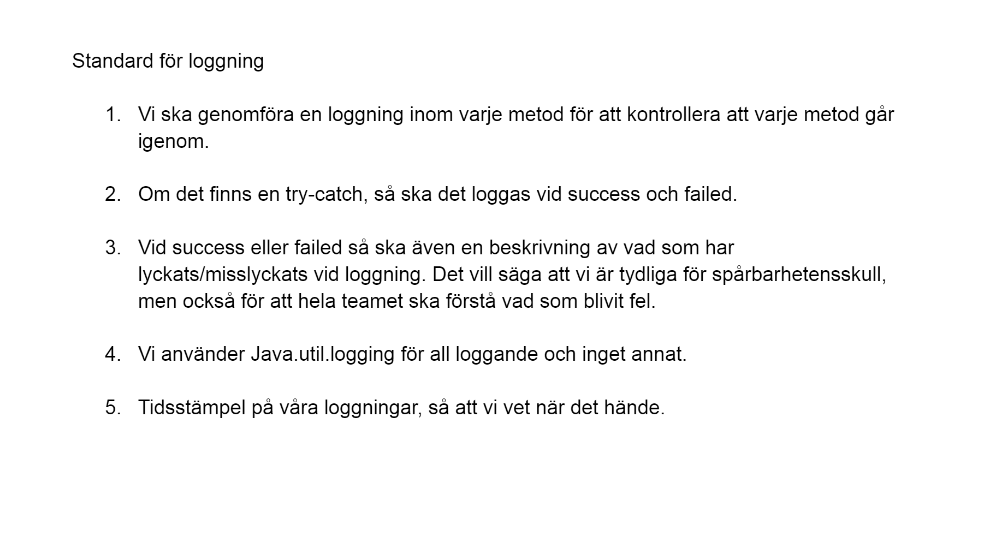 Standard för loggning
1. Vi ska genomföra en loggning inom varje metod för att kontrollera att varje metod går
igenom.
2. Om det finns en try-catch, så ska det loggas vid success och failed.
3. Vid success eller failed så ska även en beskrivning av vad som har
lyckats/misslyckats vid loggning. Det vill säga att vi är tydliga för spårbarhetensskull,
men också för att hela teamet ska förstå vad som blivit fel.
4. Vi använder Java.util.logging för all loggande och inget annat.
5. Tidsstämpel på våra loggningar, så att vi vet när det hände.